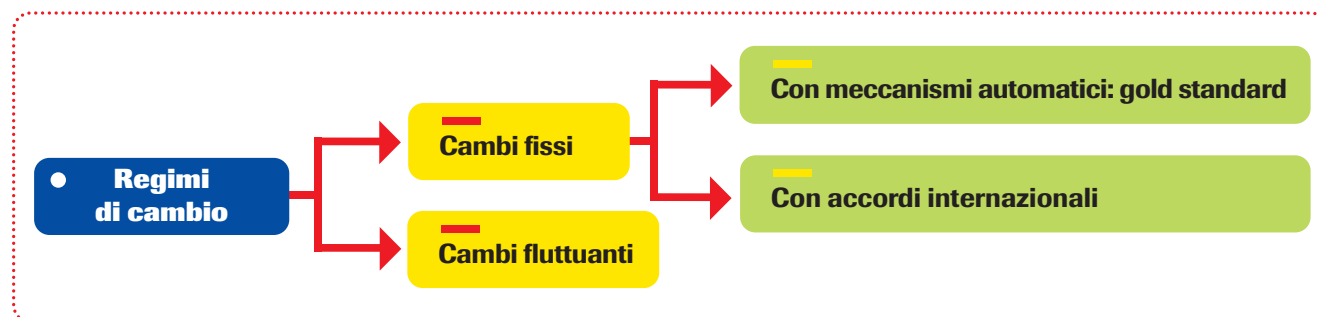 Regimi
di cambio
Cambi fissi
Cambi fluttuanti
Con meccanismi automatici: gold standard
Con accordi internazionali